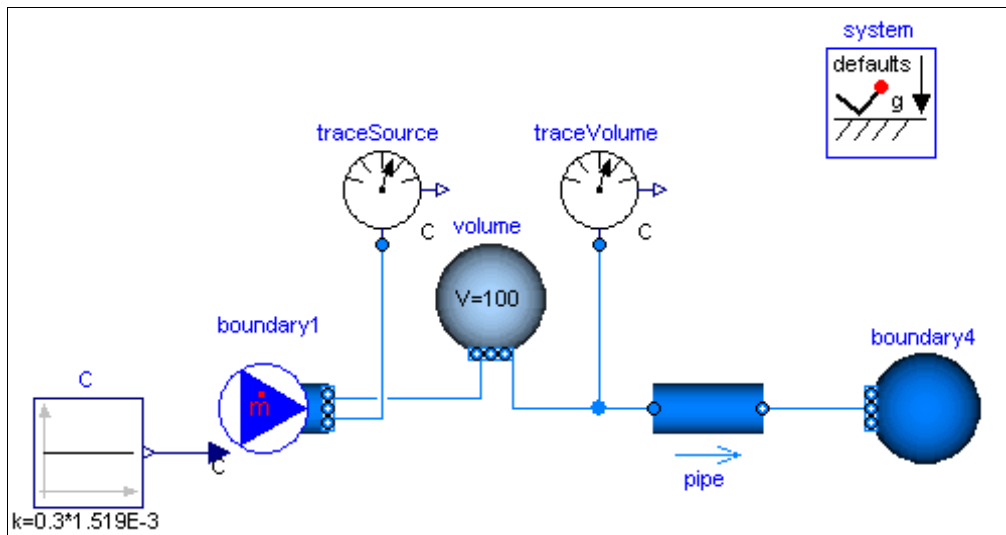 system
defaults
g
traceSource
traceVolume
C
C
volume
V=100
boundary1
boundary4
C
ṁ
C
pipe
k=0.3*1.519E-3